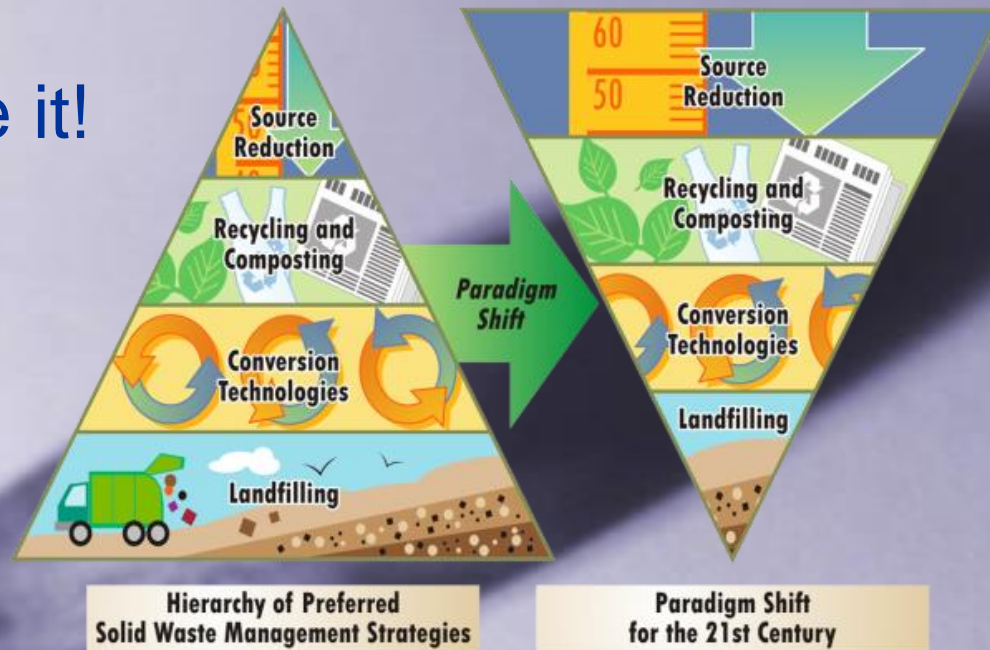 e it!
Source
Reduction
Recycling and
Composting
Conversion
Technologies
Landfilling
Paradigm
Shift
60
50
Source
Reduction
Recycling and
Composting
Conversion
Technologies
Landfilling
Hierarchy of Preferred
Solid Waste Management Strategies
Paradigm Shift
for the 21st Century